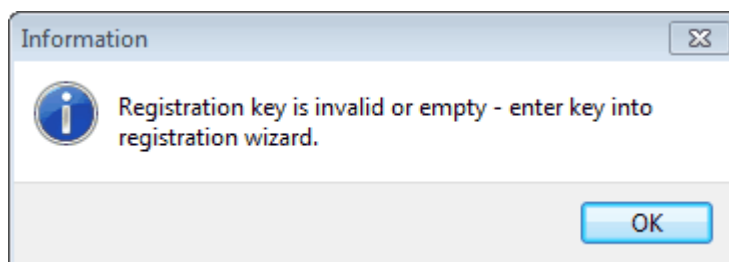 Information
Registration key is invalid or empty - enter key into
registration wizard.
OK